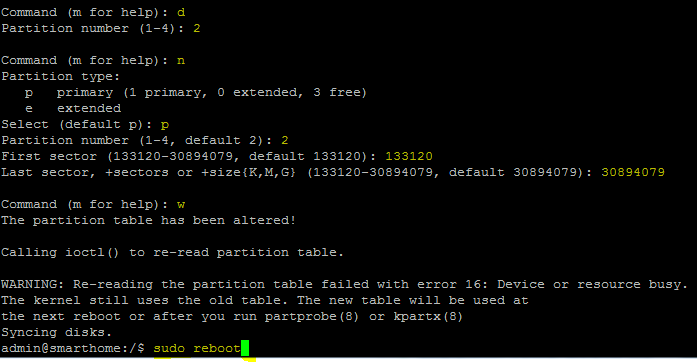 Command (m for help): d
Partition number (1-4): 2
Command (m for help): n
Partition type:
p primary (1 primary, 0 extended, 3 free)
e extended
Select (default p): p
Partition number (1-4, default 2): 2
First sector (133120-30894079, default 133120): 133120
Last sector, +sectors or +size{K,M,G} (133120-30894079, default 30894079): 30894079
Command (m for help): w
The partition table has been altered!
Calling ioctl() to re-read partition table.
WARNING: Re-reading the partition table failed with error 16: Device or resource busy.
The kernel still uses the old table. The new table will be used at
the next reboot or after you run partprobe(8) or kpartx(8)
Syncing disks.
admin@smarthome:/$ sudo reboot